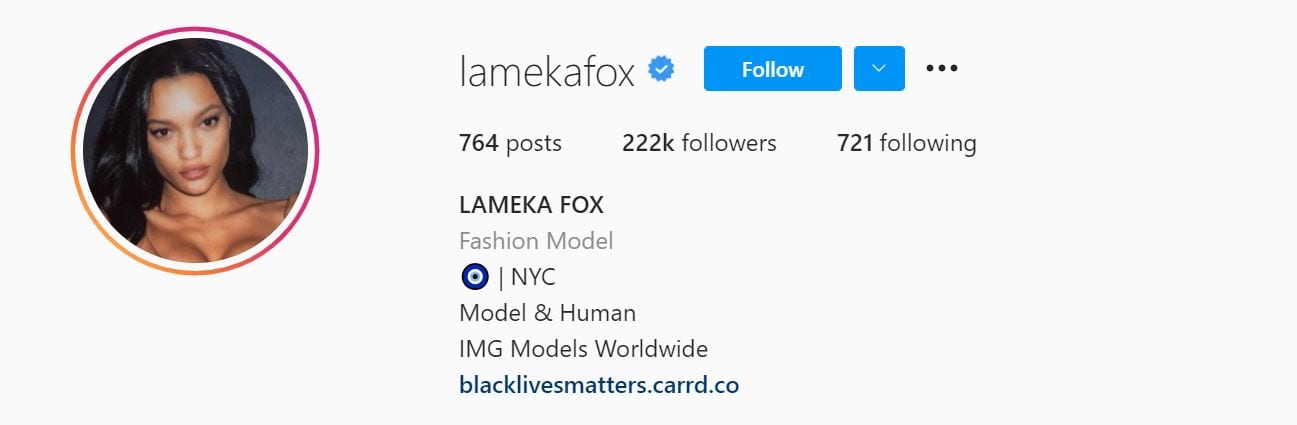 lamekafox Follow
764 posts 222k followers 721 following
LAMEKA FOX
Fashion Model
🧿 | NYC
Model & Human
IMG Models Worldwide
blacklivesmatters.carrd.co